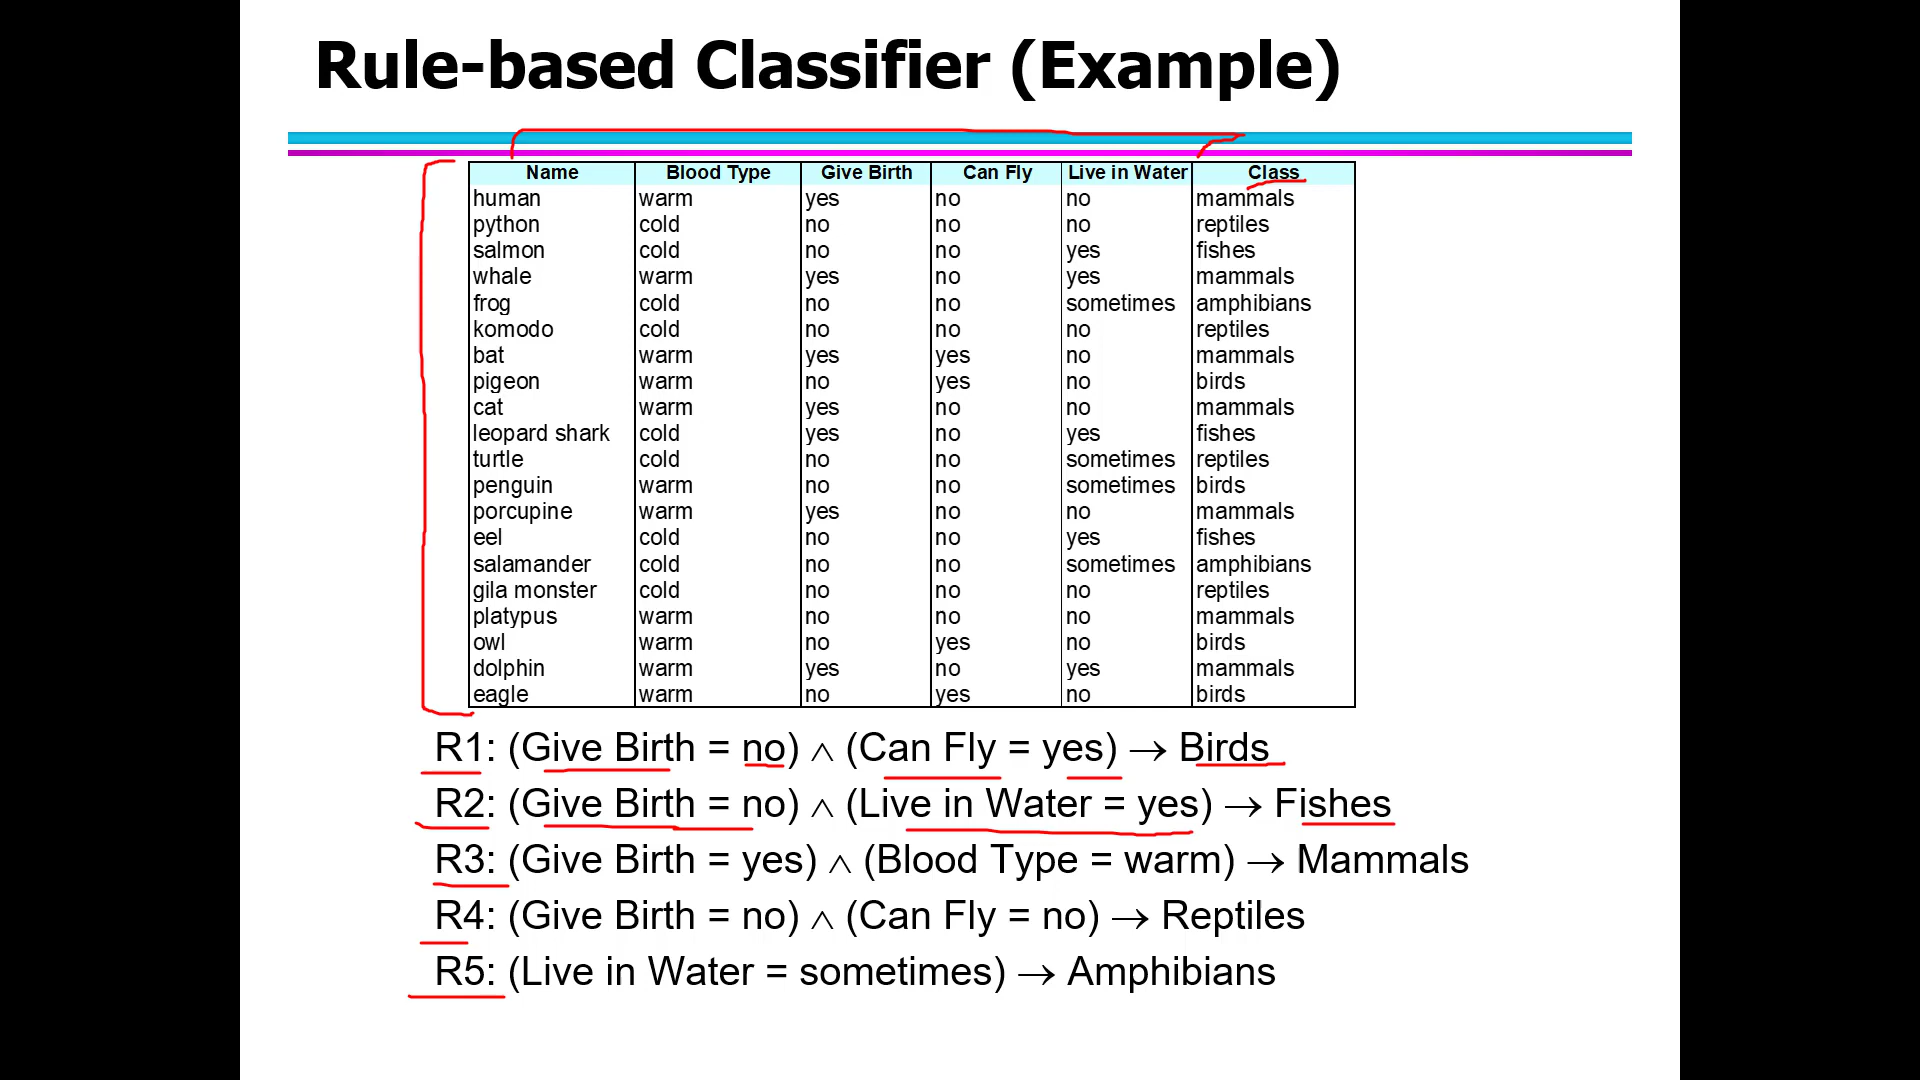 Rule-based Classifier (Example)
Name Blood Type Give Birth Can Fly Live in Water Class
human warm yes no no mammals
python cold no no no reptiles
salmon cold no no yes fishes
whale warm yes no yes mammals
frog cold no no sometimes amphibians
komodo cold no no no reptiles
bat warm yes yes no mammals
pigeon warm no yes no birds
cat warm yes no no mammals
leopard shark cold yes no yes fishes
turtle cold no no sometimes reptiles
penguin warm no no sometimes birds
porcupine warm yes no no mammals
eel cold no no yes fishes
salamander cold no no sometimes amphibians
gila monster cold no no no reptiles
platypus warm no no no mammals
owl warm no yes no birds
dolphin warm yes no yes mammals
eagle warm no yes no birds
R1: (Give Birth = no) ∧ (Can Fly = yes) → Birds
R2: (Give Birth = no) ∧ (Live in Water = yes) → Fishes
R3: (Give Birth = yes) ∧ (Blood Type = warm) → Mammals
R4: (Give Birth = no) ∧ (Can Fly = no) → Reptiles
R5: (Live in Water = sometimes) → Amphibians